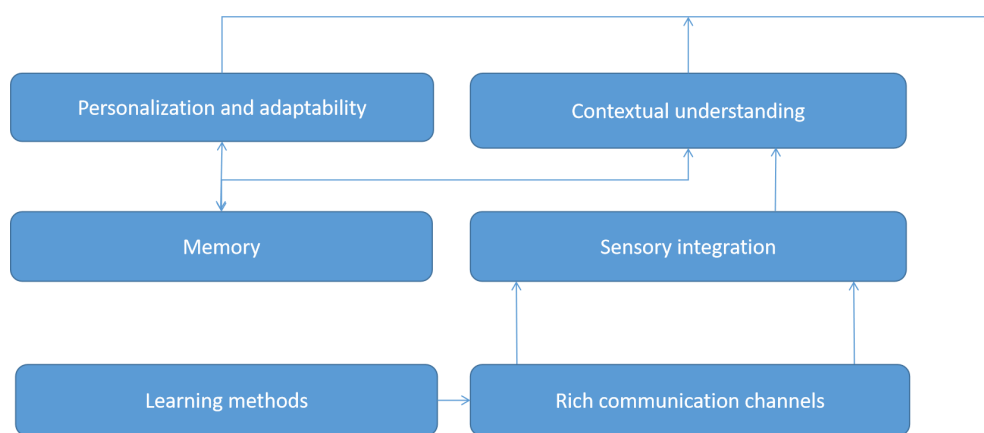 Personalization and adaptability
Contextual understanding
Memory
Sensory integration
Learning methods
Rich communication channels